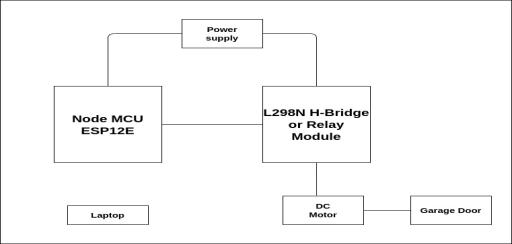 Power
supply
Node MCU
ESP12E
L298N H-Bridge
or Relay
Module
DC
Motor
Garage Door
Laptop